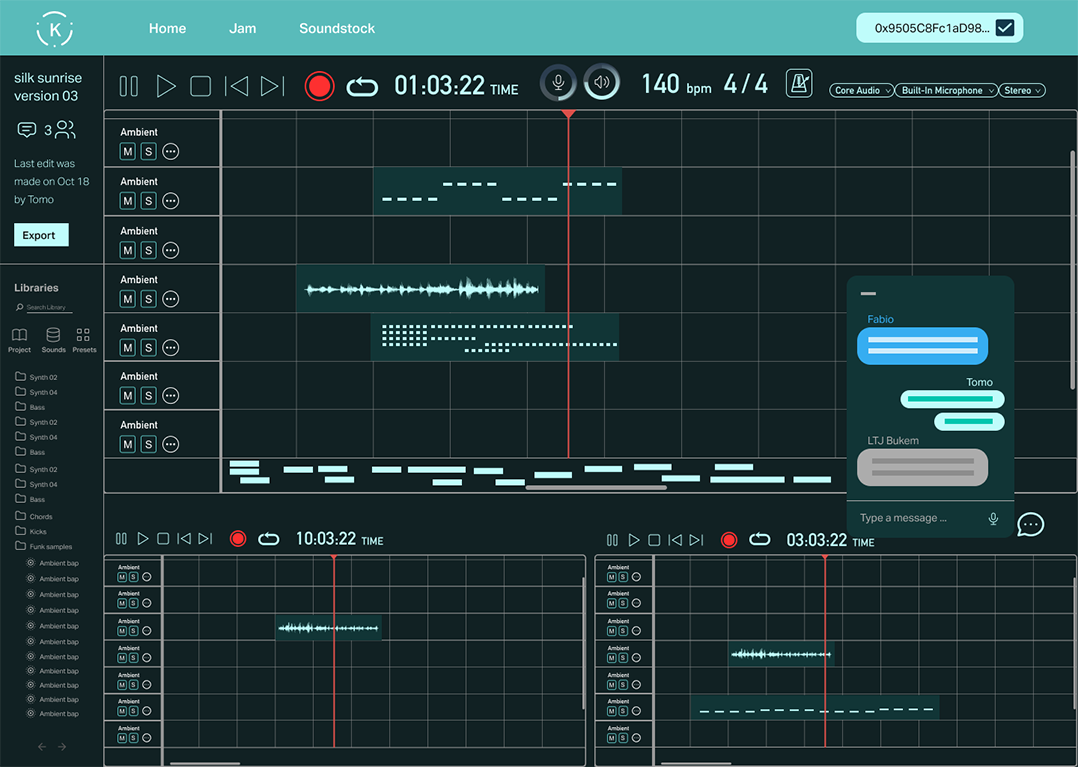 K
Home
Jam
Soundstock
0x9505C8Fc1aD98...
silk sunrise
version 03
3
Last edit was
made on Oct 18
by Tomo
Export
01:03:22 TIME
140 bpm
4/4
Core Audio
Built-In Microphone
Stereo
Ambient
M S
Ambient
M S
Ambient
M S
Ambient
M S
Ambient
M S
Ambient
M S
Ambient
M S
Libraries
Search Library
Project
Sounds
Presets
Synth 02
Synth 04
Bass
Synth 02
Synth 04
Bass
Synth 02
Synth 04
Bass
Chords
Kicks
Funk samples
Ambient bap
Ambient bap
Ambient bap
Ambient bap
Ambient bap
Ambient bap
Ambient bap
Ambient bap
Ambient bap
Ambient bap
Ambient bap
Fabio
Tomo
LTJ Bukem
Type a message ...
10:03:22 TIME
Ambient
M S
Ambient
M S
Ambient
M S
Ambient
M S
Ambient
M S
Ambient
M S
Ambient
M S
03:03:22 TIME
Ambient
M S
Ambient
M S
Ambient
M S
Ambient
M S
Ambient
M S
Ambient
M S
Ambient
M S